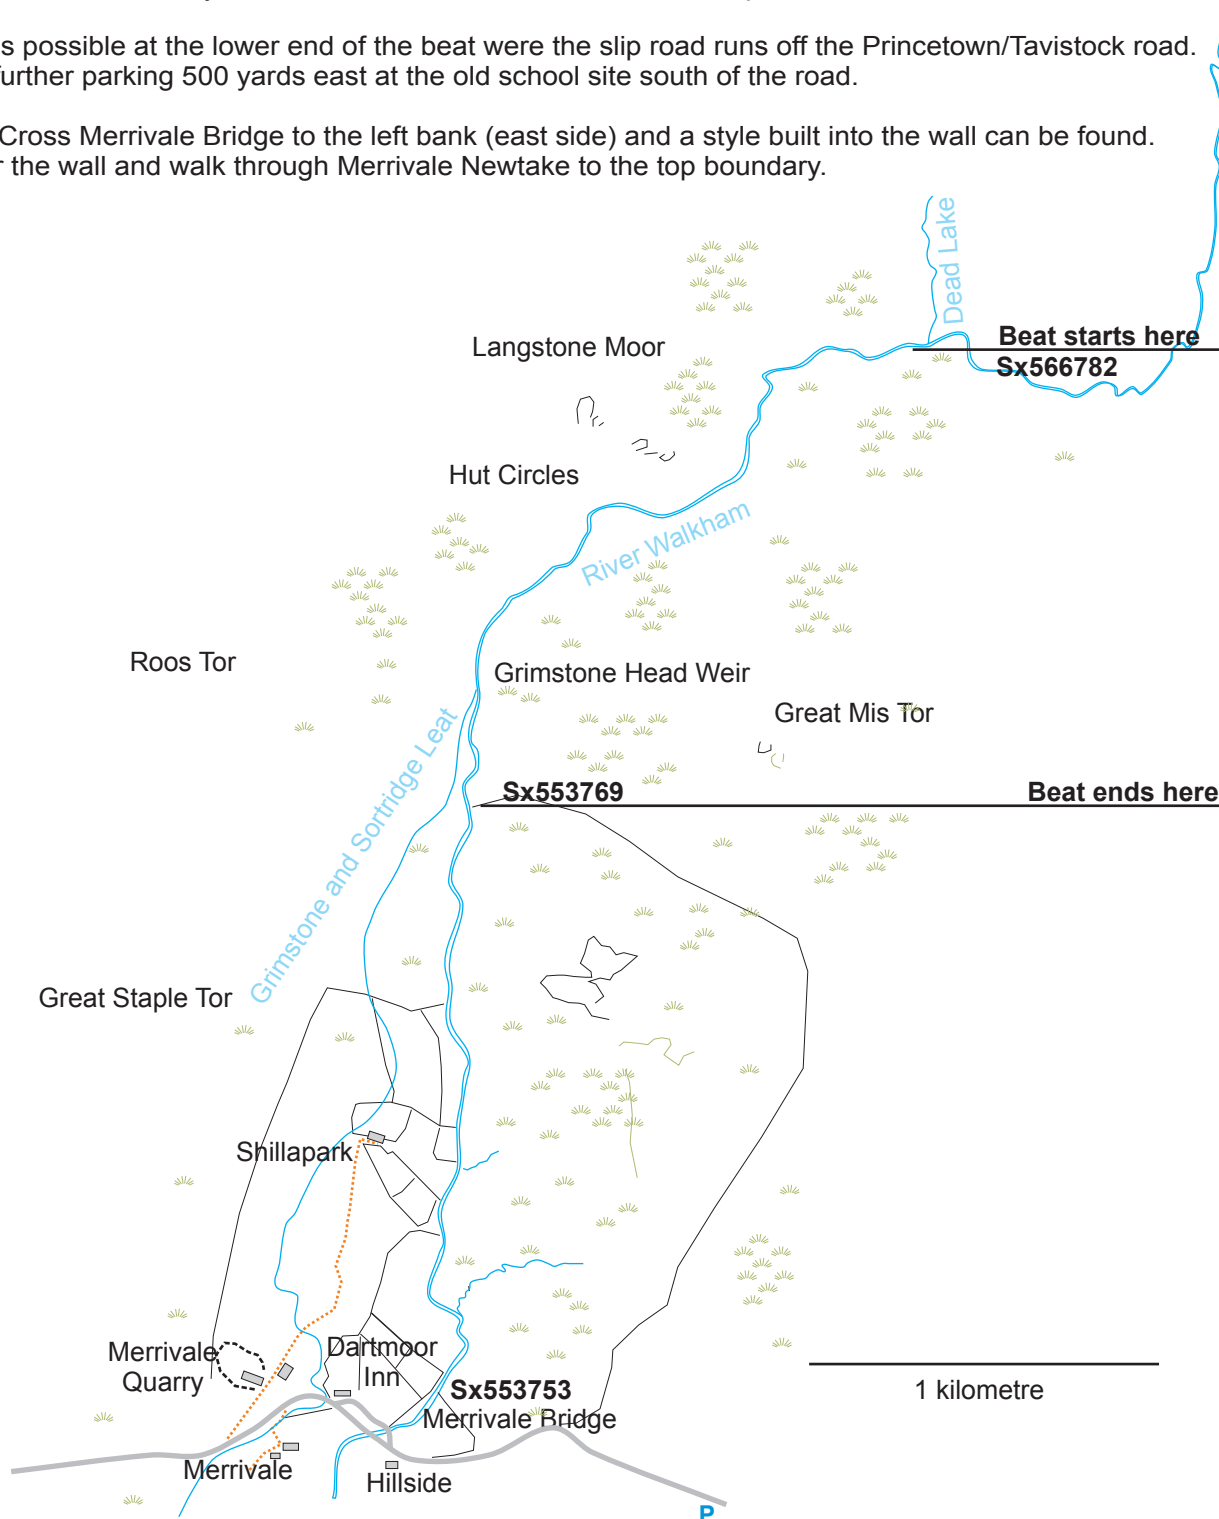 s possible at the lower end of the beat were the slip road runs off the Princetown/Tavistock road.
further parking 500 yards east at the old school site south of the road.
Cross Merrivale Bridge to the left bank (east side) and a style built into the wall can be found.
r the wall and walk through Merrivale Newtake to the top boundary.
Dead Lake
Beat starts here
Sx566782
Langstone Moor
Hut Circles
River Walkham
Roos Tor
Grimstone Head Weir
Great Mis Tor
Grimstone and Sortridge Leat
Sx553769
Beat ends here
Great Staple Tor
Shillapark
Merrivale
Quarry
Dartmoor
Inn
Sx553753
Merrivale Bridge
1 kilometre
Merrivale
Hillside
P